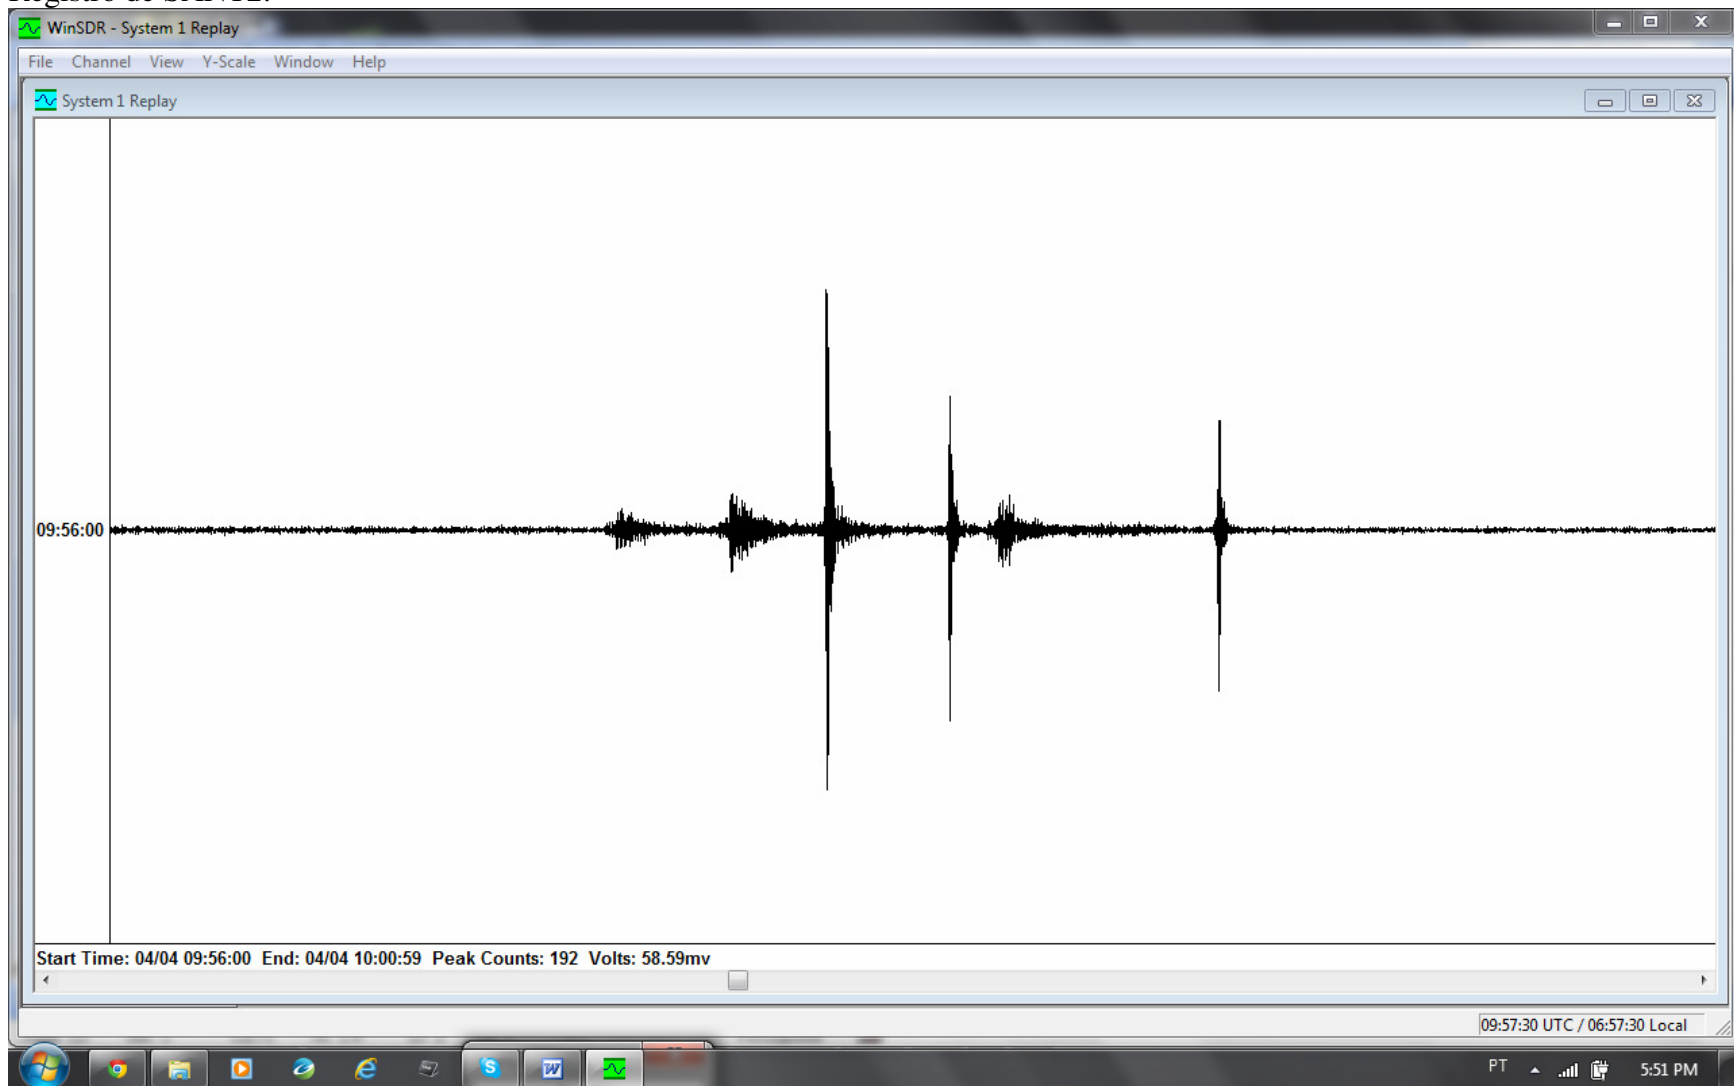 Registro de
WinSDR - System 1 Replay
File Channel View Y-Scale Window Help
System 1 Replay
09:56:00
Start Time: 04/04 09:56:00 End: 04/04 10:00:59 Peak Counts: 192 Volts: 58.59mv
09:57:30 UTC / 06:57:30 Local
PT
5:51 PM